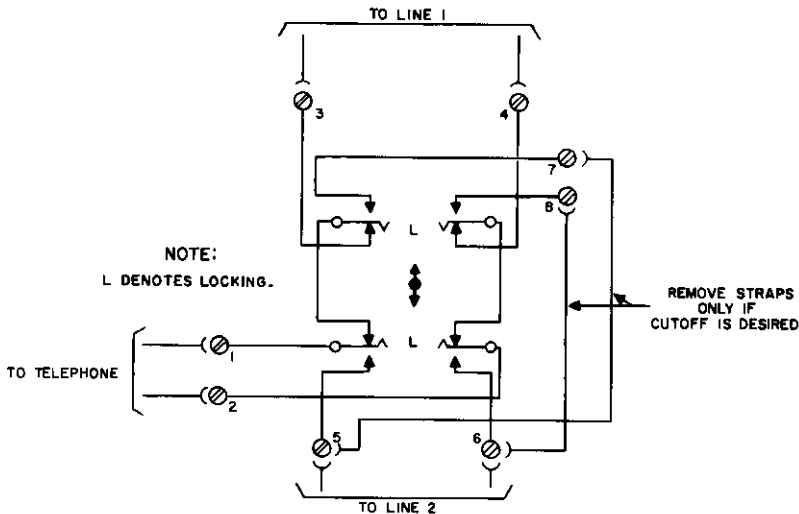 TO LINE 1
3
4
7
8
L
NOTE:
L DENOTES LOCKING.
REMOVE STRAPS
ONLY IF
CUTOFF IS DESIRED
L
1
TO TELEPHONE
2
5
6
TO LINE 2